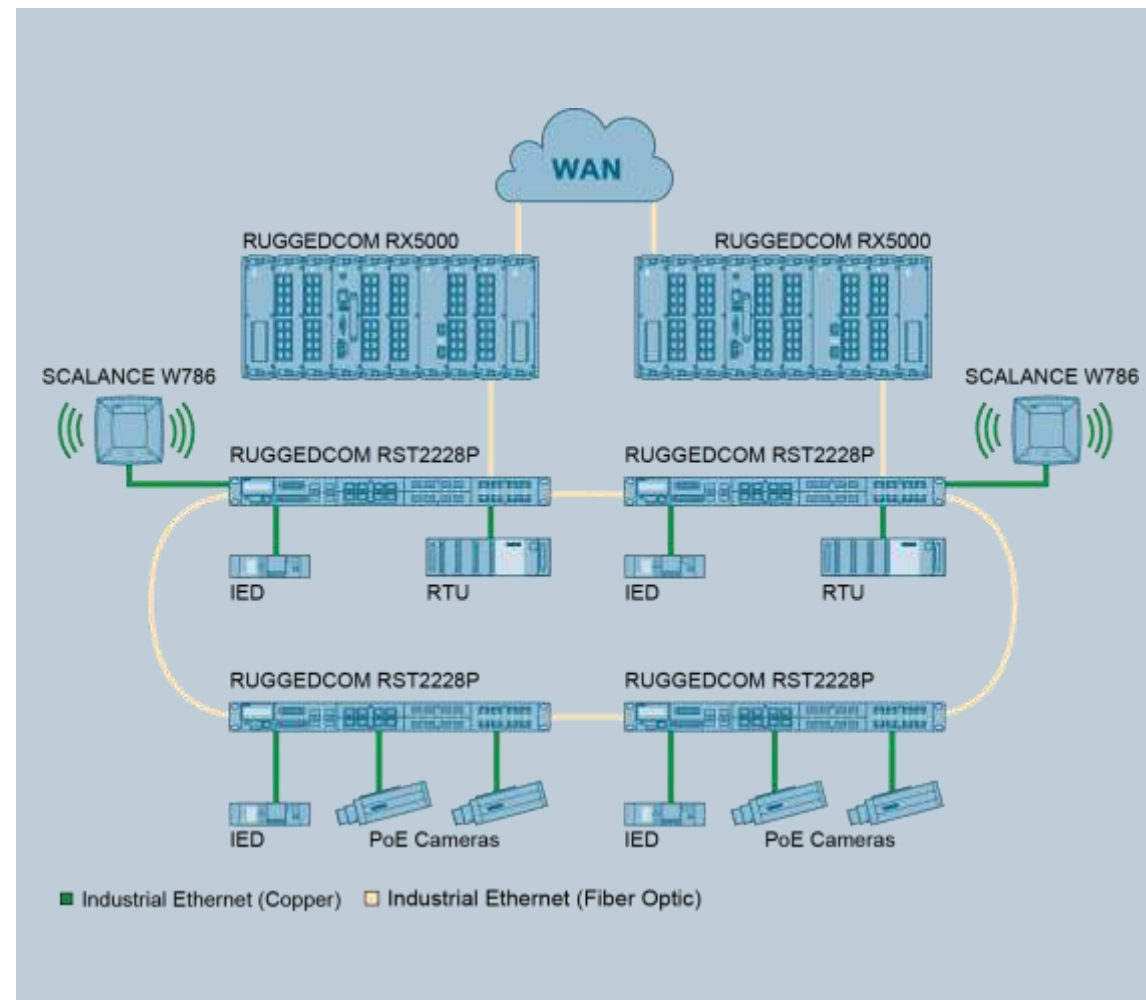 WAN
RUGGEDCOM RX5000
RUGGEDCOM RX5000
SCALANCE W786
SCALANCE W786
RUGGEDCOM RST2228P
RUGGEDCOM RST2228P
IED
RTU
IED
RTU
RUGGEDCOM RST2228P
RUGGEDCOM RST2228P
IED
PoE Cameras
IED
PoE Cameras
Industrial Ethernet (Copper)
Industrial Ethernet (Fiber Optic)